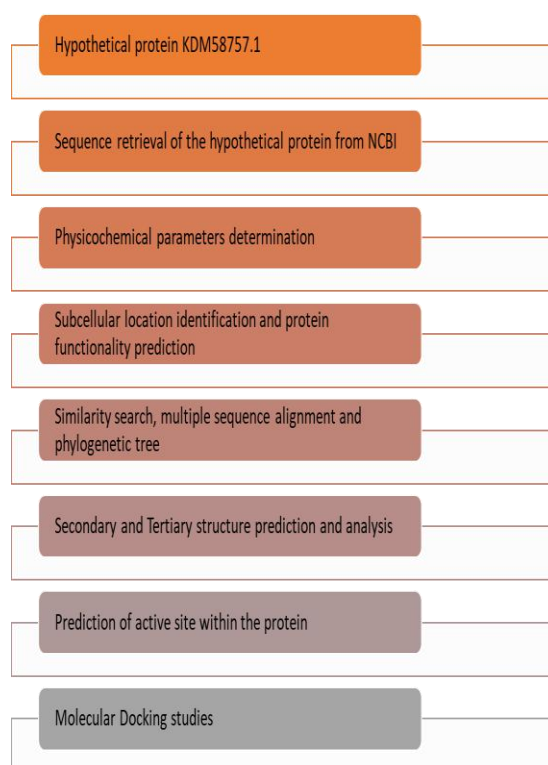 Hypothetical protein KDM58757.1
Sequence retrieval of the hypothetical protein from NCBI
Physicochemical parameters determination
Subcellular location identification and protein
functionality prediction
Similarity search, multiple sequence alignment and
phylogenetic tree
Secondary and Tertiary structure prediction and analysis
Prediction of active site within the protein
Molecular Docking studies